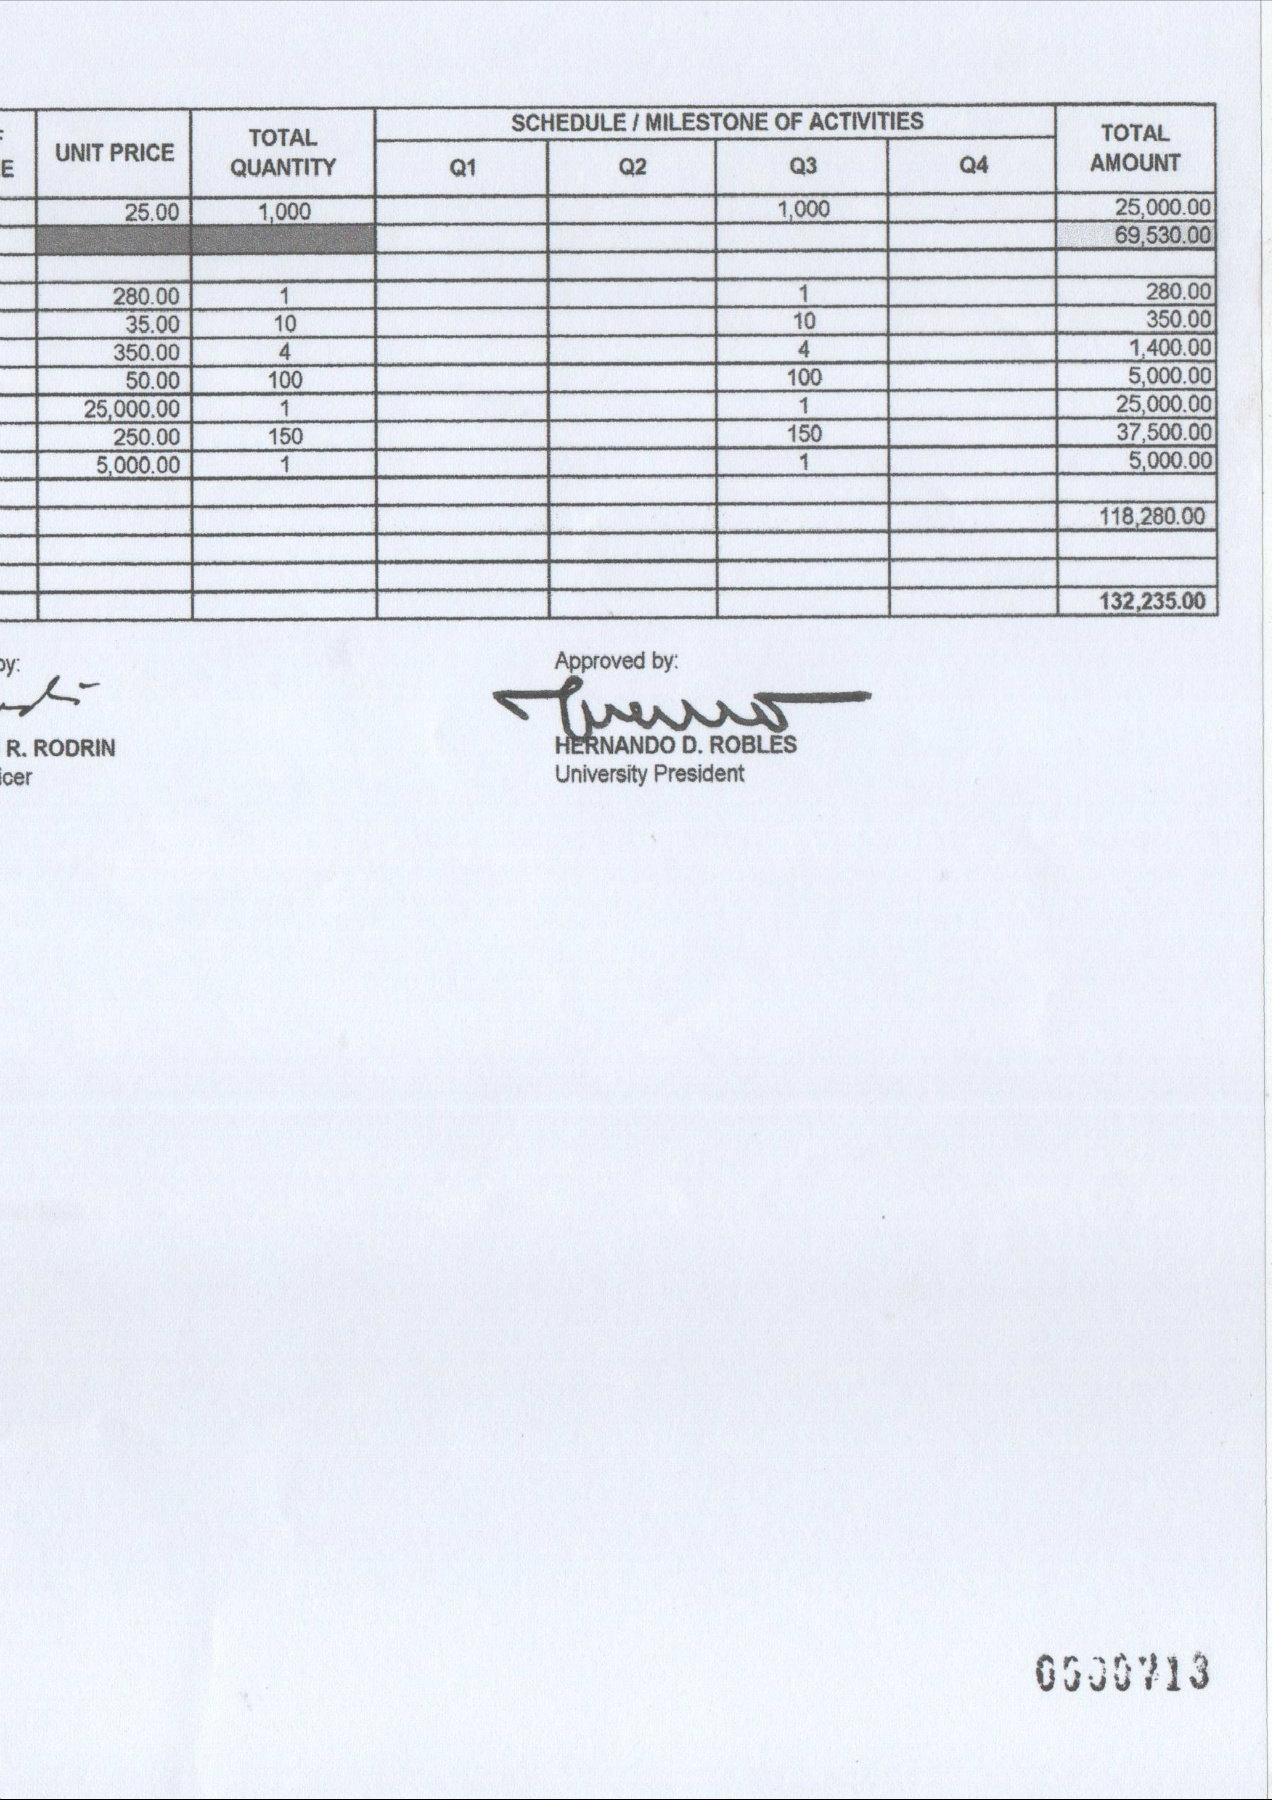 F
E
UNIT PRICE
TOTAL
QUANTITY
SCHEDULE / MILESTONE OF ACTIVITIES
Q1 Q2 Q3 Q4
TOTAL
AMOUNT
25.00 1,000 1,000 25,000.00
69,530.00
280.00 1 1 280.00
35.00 10 10 350.00
350.00 4 4 1,400.00
50.00 100 100 5,000.00
25,000.00 1 1 25,000.00
250.00 150 150 37,500.00
5,000.00 1 1 5,000.00
118,280.00
132,235.00
by:
R. RODRIN
icer
Approved by:
HERNANDO D. ROBLES
University President
0000713